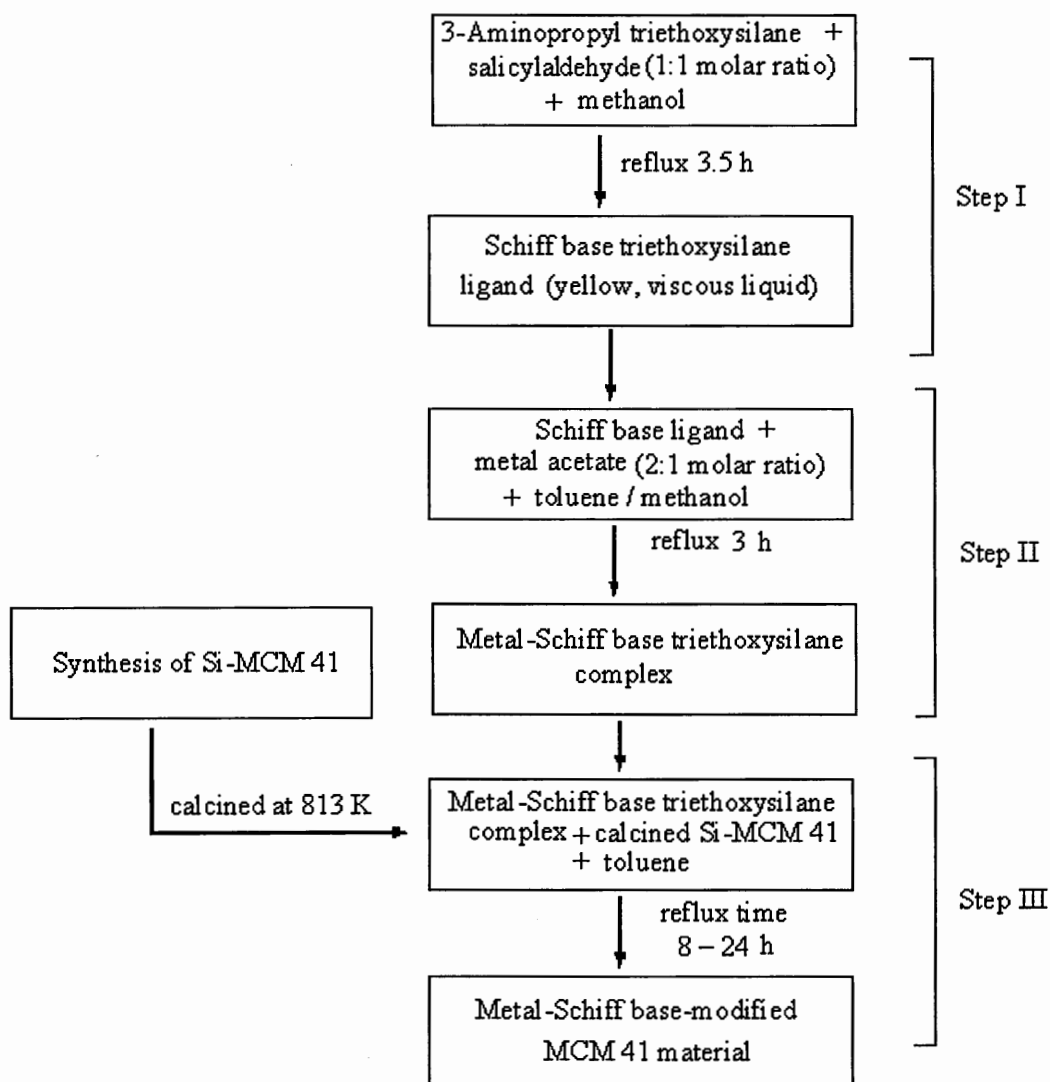 3-Aminopropyl triethoxysilane +
salicylaldehyde (1:1 molar ratio)
+ methanol
reflux 3.5 h
Step I
Schiff base triethoxysilane
ligand (yellow, viscous liquid)
Schiff base ligand +
metal acetate (2:1 molar ratio)
+ toluene / methanol
reflux 3 h
Step II
Synthesis of Si-MCM 41
Metal-Schiff base triethoxysilane
complex
calcined at 813 K
Metal-Schiff base triethoxysilane
complex + calcined Si-MCM 41
+ toluene
Step III
reflux time
8 – 24 h
Metal-Schiff base-modified
MCM 41 material